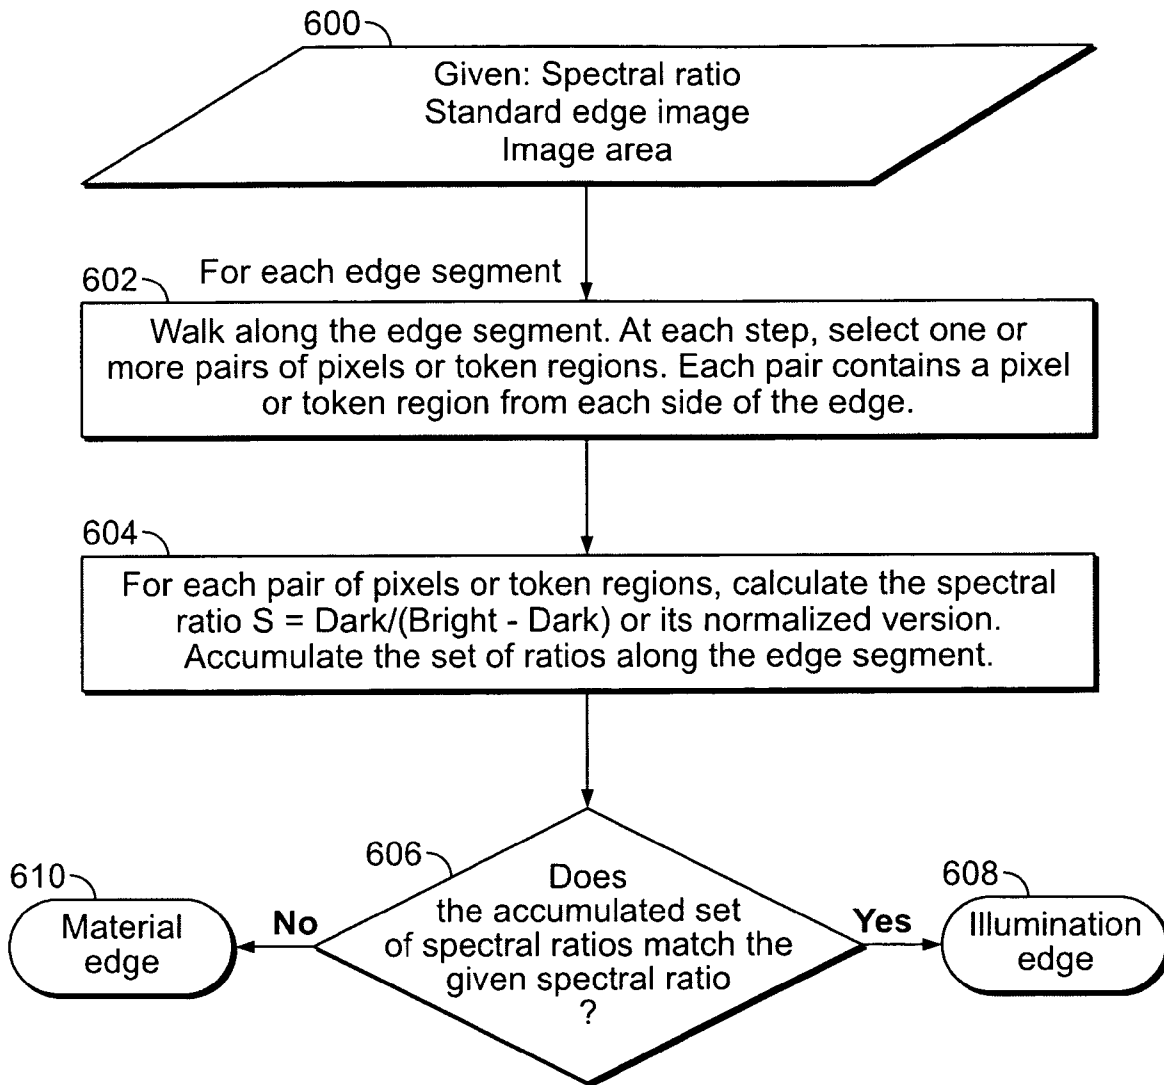 600
Given: Spectral ratio
Standard edge image
Image area
For each edge segment
602
Walk along the edge segment. At each step, select one or
more pairs of pixels or token regions. Each pair contains a pixel
or token region from each side of the edge.
604
For each pair of pixels or token regions, calculate the spectral
ratio S = Dark/(Bright - Dark) or its normalized version.
Accumulate the set of ratios along the edge segment.
606
Does
the accumulated set
of spectral ratios match the
given spectral ratio
?
610
Material
edge
No
Yes
608
Illumination
edge